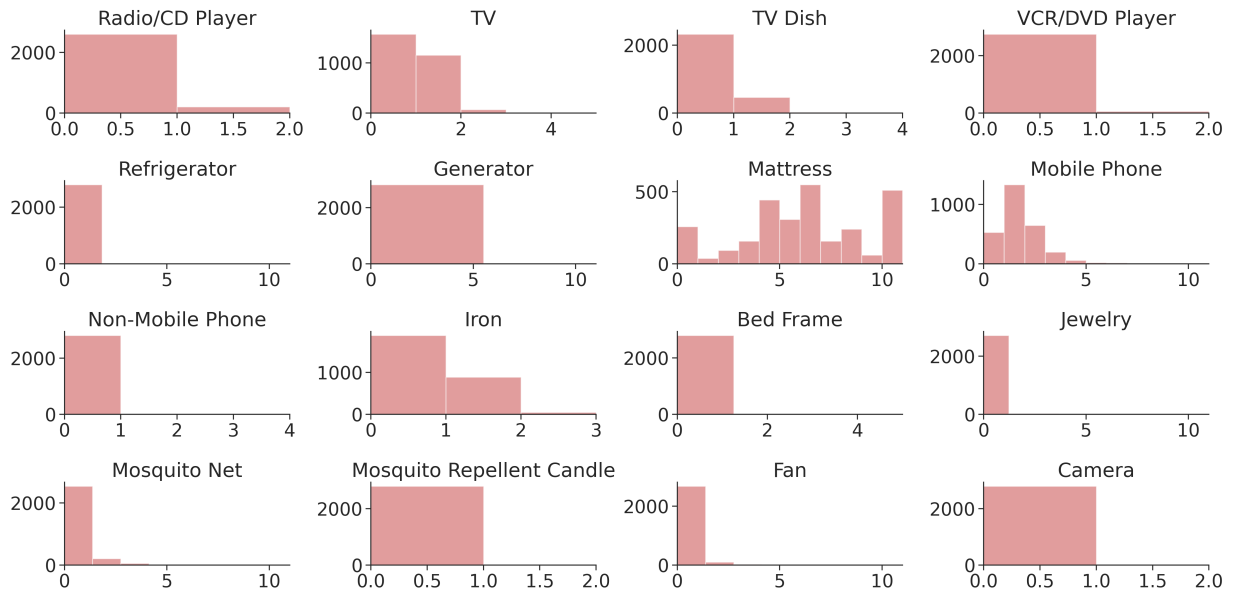 Radio/CD Player TV TV Dish VCR/DVD Player
2000 1000 2000 2000
0 0 0 0
0.0 0.5 1.0 1.5 2.0 0 2 4 0 1 2 3 4 0.0 0.5 1.0 1.5 2.0
Refrigerator Generator Mattress Mobile Phone
2000 2000 500 1000
0 0 0 0
0 5 10 0 5 10 0 5 10 0 5 10
Non-Mobile Phone Iron Bed Frame Jewelry
2000 1000 2000 2000
0 0 0 0
0 1 2 3 4 0 1 2 3 0 2 4 0 5 10
Mosquito Net Mosquito Repellent Candle Fan Camera
2000 2000 2000 2000
0 0 0 0
0 5 10 0.0 0.5 1.0 1.5 2.0 0 5 10 0.0 0.5 1.0 1.5 2.0